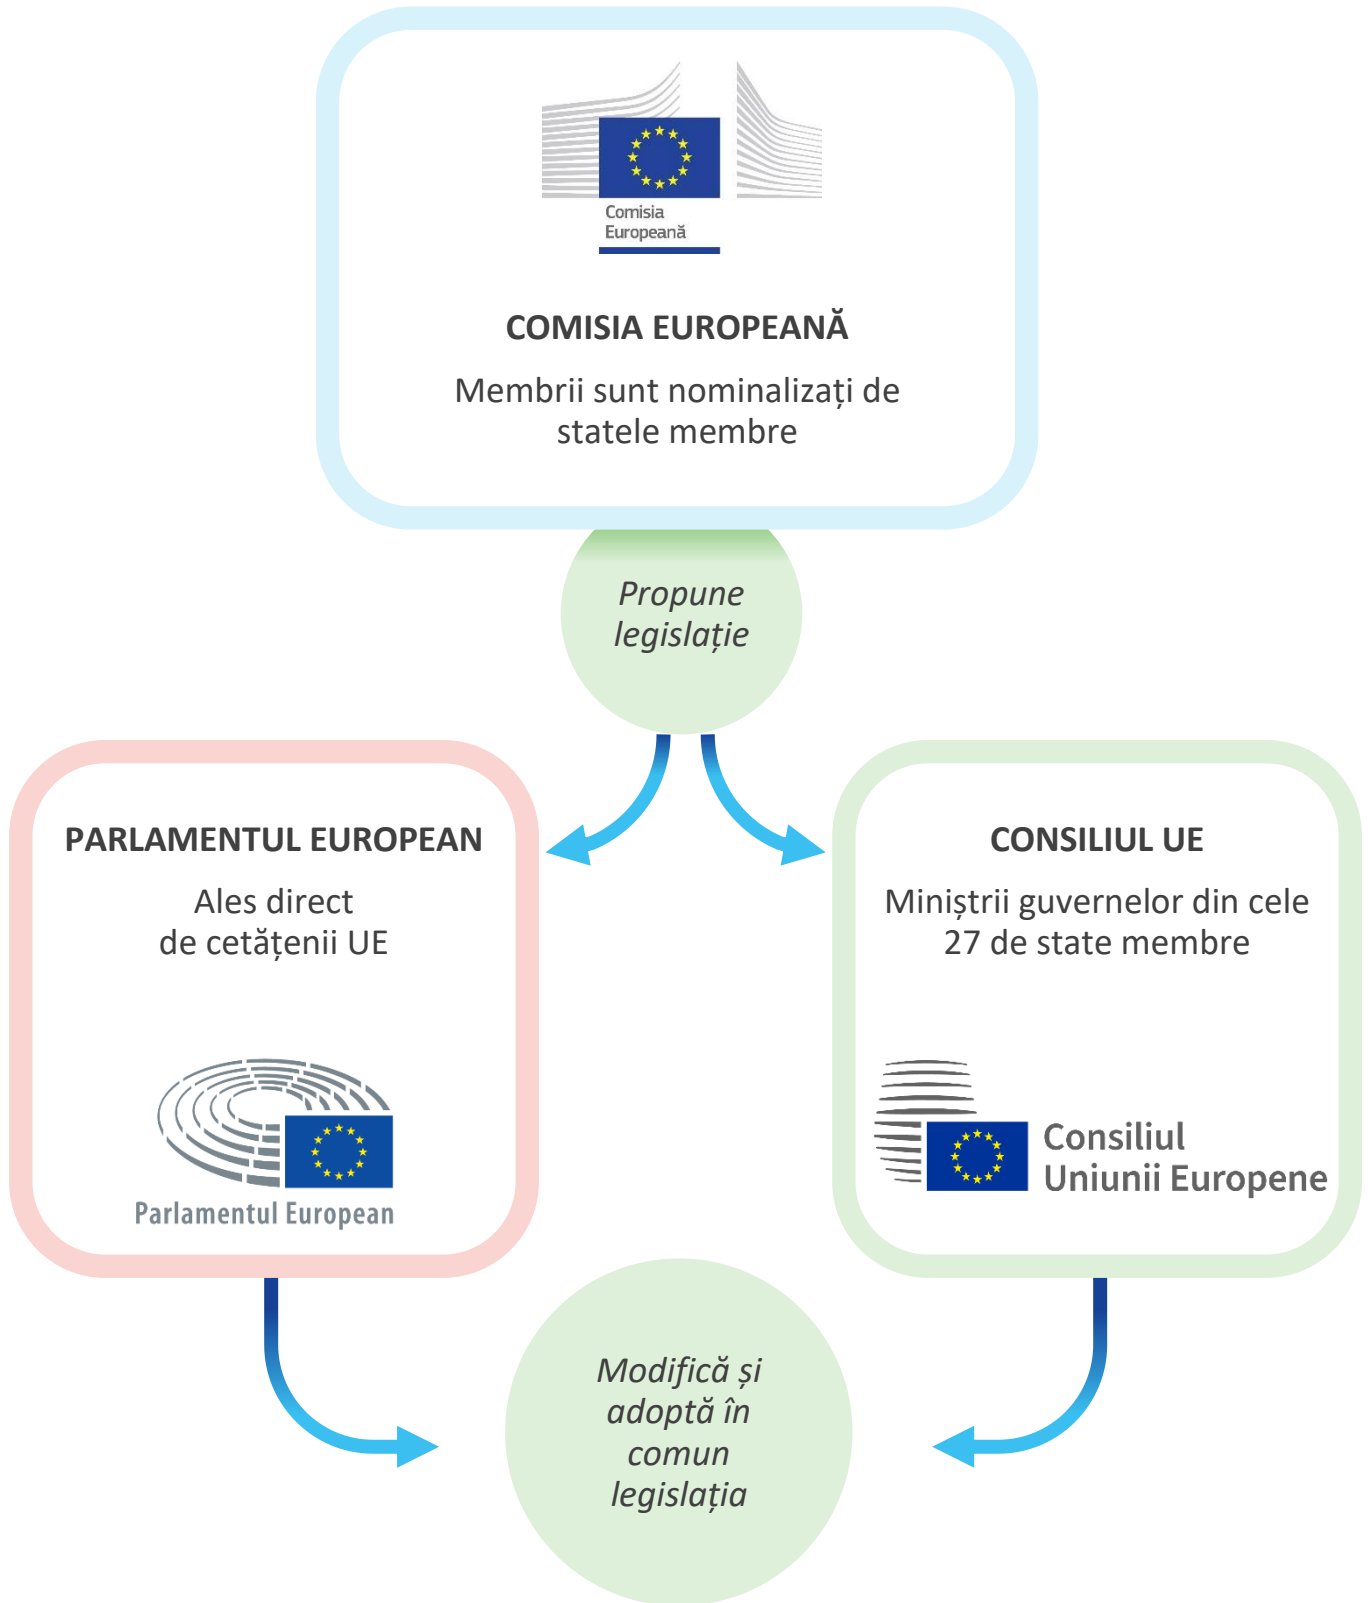 Comisia
Europeană
COMISIA EUROPEANĂ
Membrii sunt nominalizați de
statele membre
Propune
legislație
PARLAMENTUL EUROPEAN
Ales direct
de cetățenii UE
Parlamentul European
CONSILIUL UE
Miniștrii guvernelor din cele
27 de state membre
Consiliul
Uniunii Europene
Modifică și
adoptă în
comun
legislația